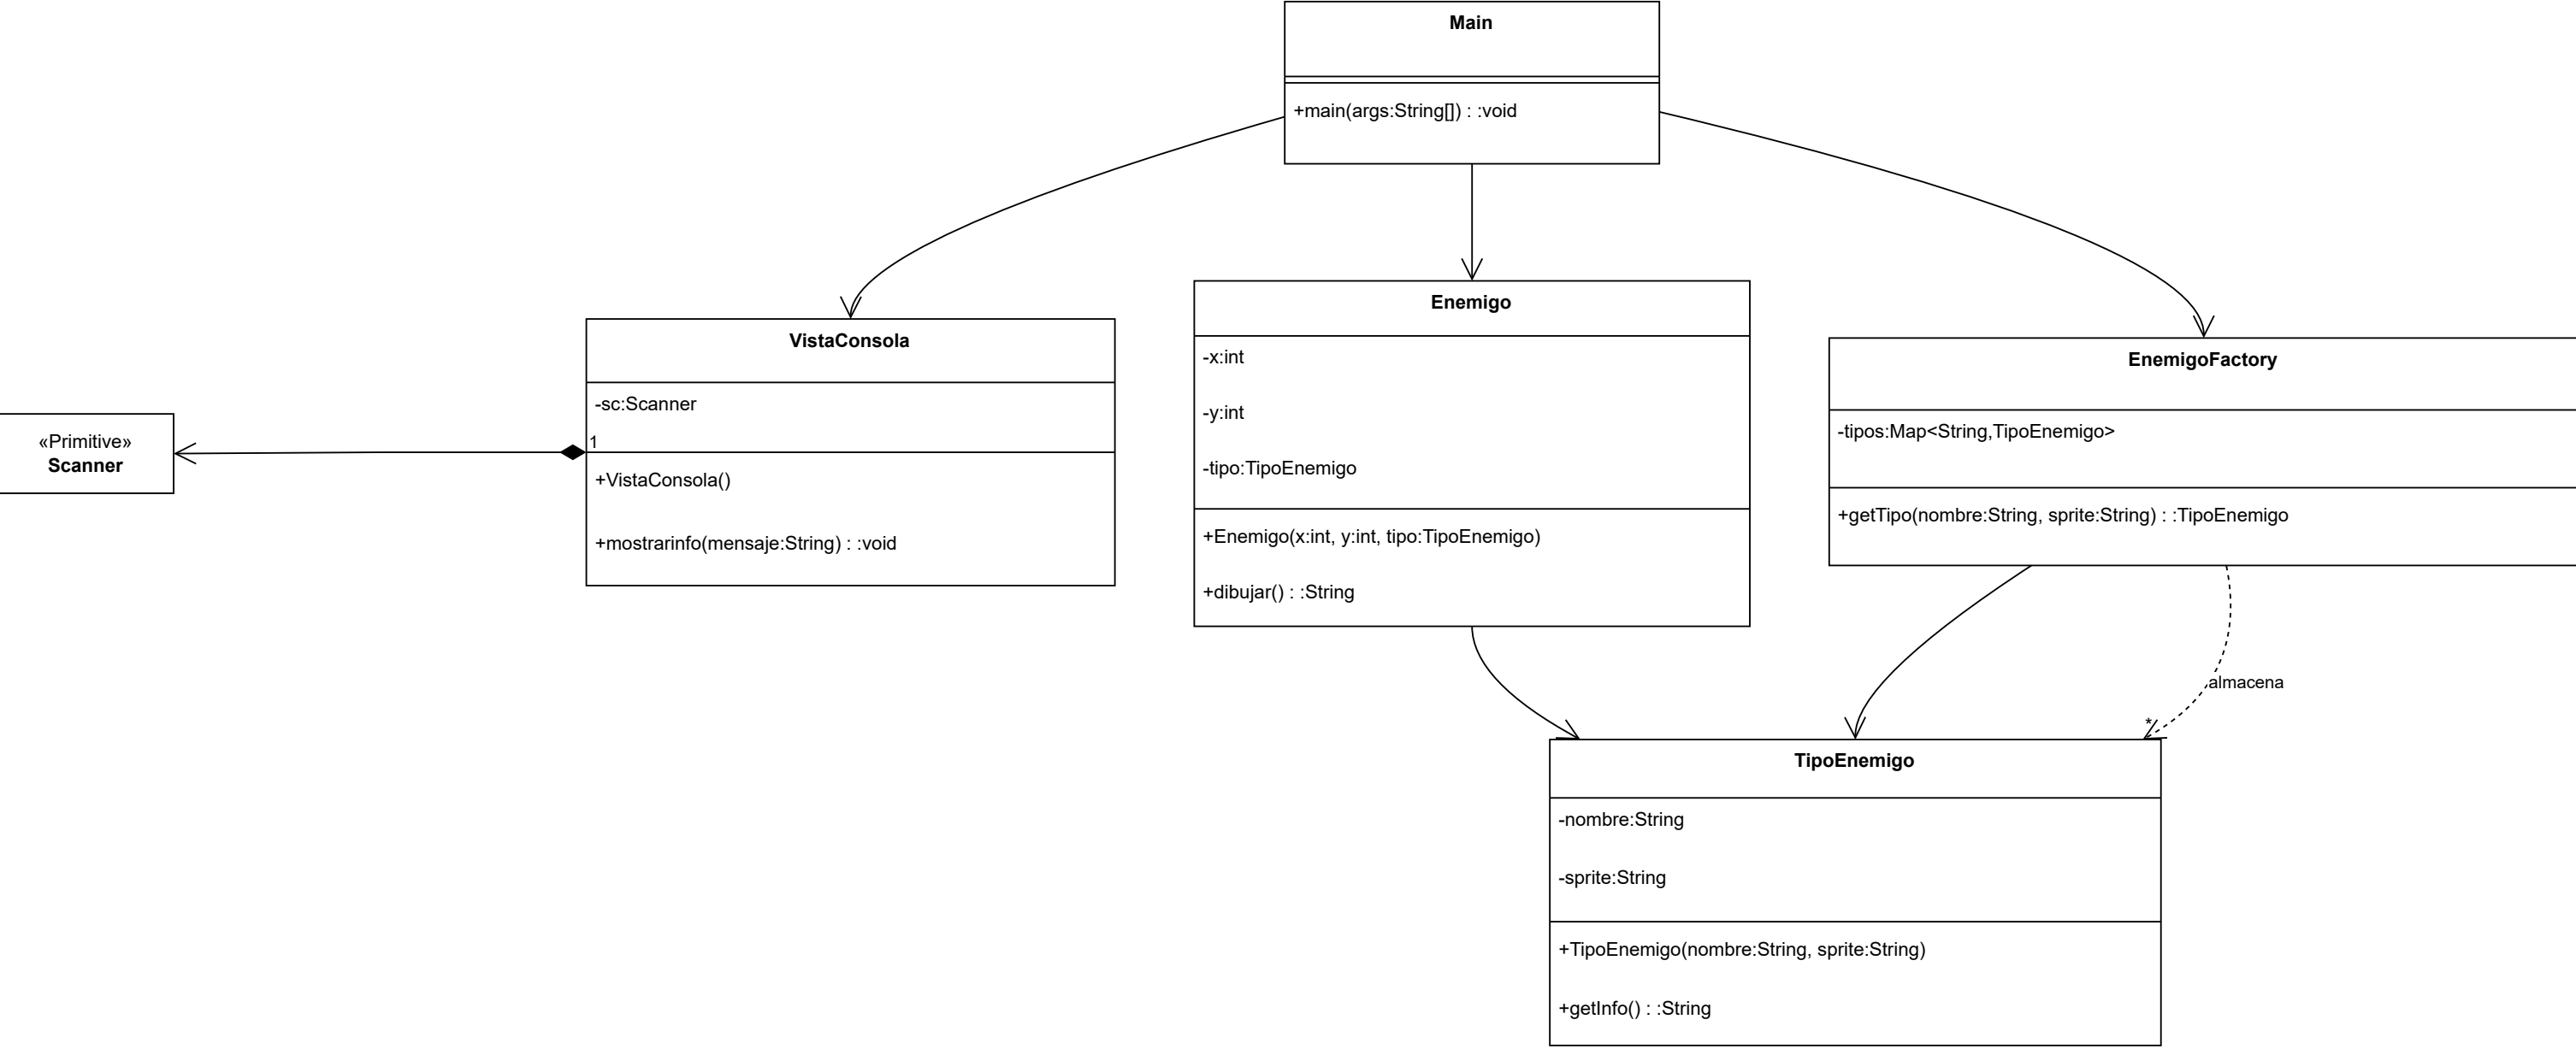 Main
+main(args:String[]) : :void
VistaConsola
-sc:Scanner
1
+VistaConsola()
+mostrarinfo(mensaje:String) : :void
«Primitive»
Scanner
Enemigo
-x:int
-y:int
-tipo:TipoEnemigo
+Enemigo(x:int, y:int, tipo:TipoEnemigo)
+dibujar() : :String
EnemigoFactory
-tipos:Map<String,TipoEnemigo>
+getTipo(nombre:String, sprite:String) : :TipoEnemigo
almacena
*
TipoEnemigo
-nombre:String
-sprite:String
+TipoEnemigo(nombre:String, sprite:String)
+getInfo() : :String